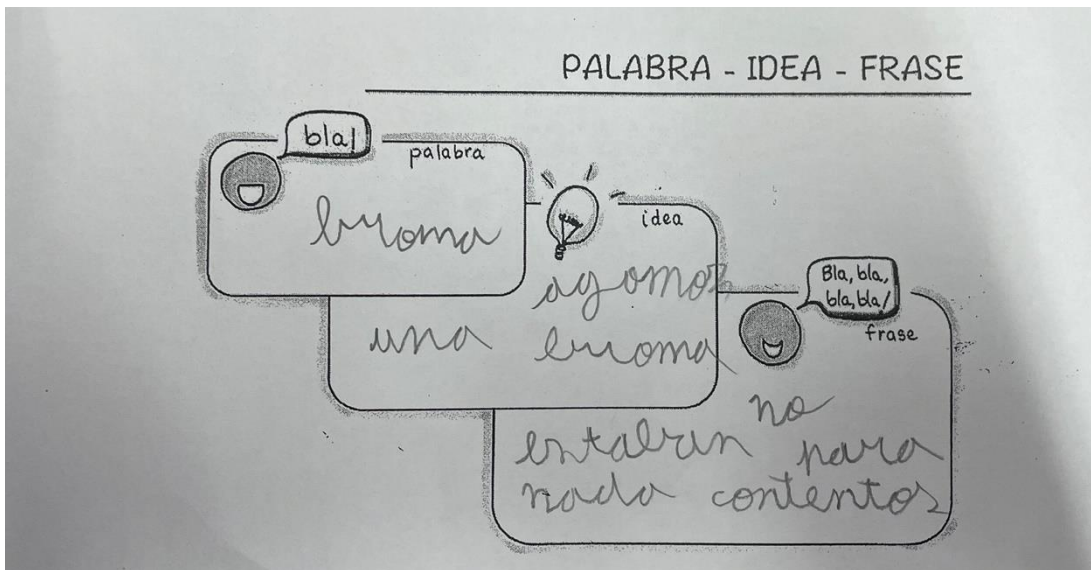 PALABRA - IDEA - FRASE
bla!
palabra
broma
idea
agomos
una broma
Bla, bla,
bla, bla!
frase
no
estaban para
nada contentos